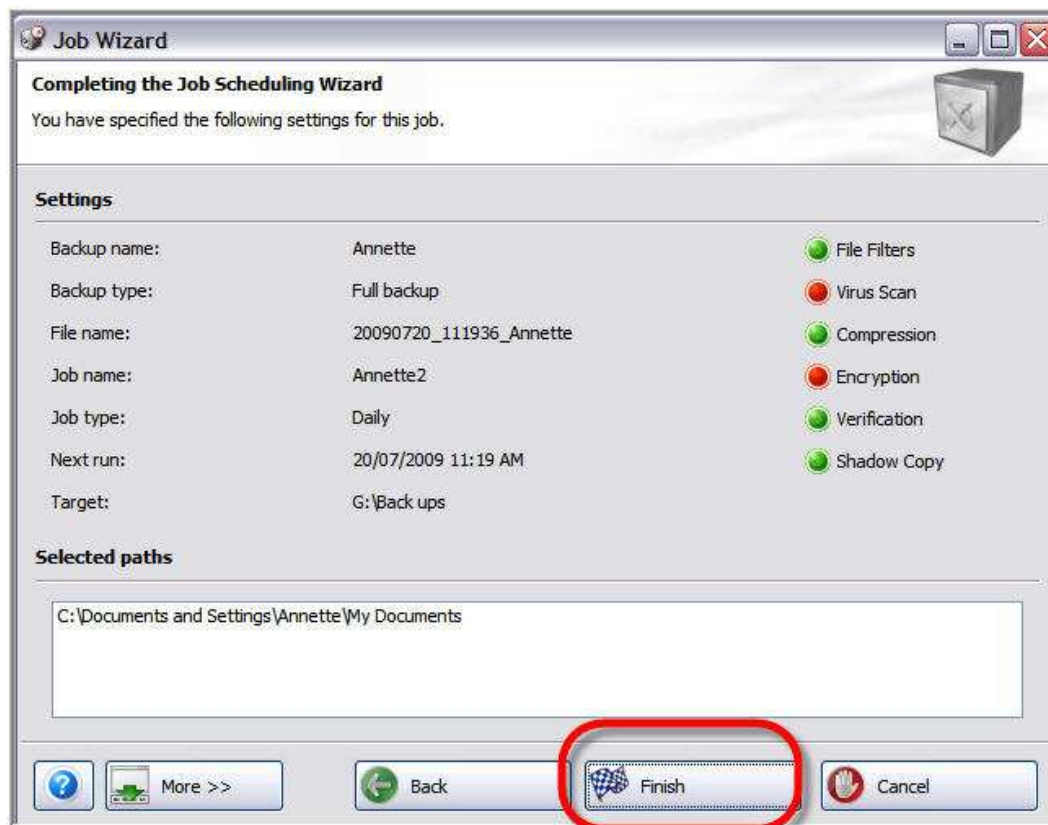 Job Wizard
Completing the Job Scheduling Wizard
You have specified the following settings for this job.
Settings
Backup name: Annette File Filters
Backup type: Full backup Virus Scan
File name: 20090720_111936_Annette Compression
Job name: Annette2 Encryption
Job type: Daily Verification
Next run: 20/07/2009 11:19 AM Shadow Copy
Target: G:\Back ups
Selected paths
C:\Documents and Settings\Annette\My Documents
? More >> Back Finish Cancel